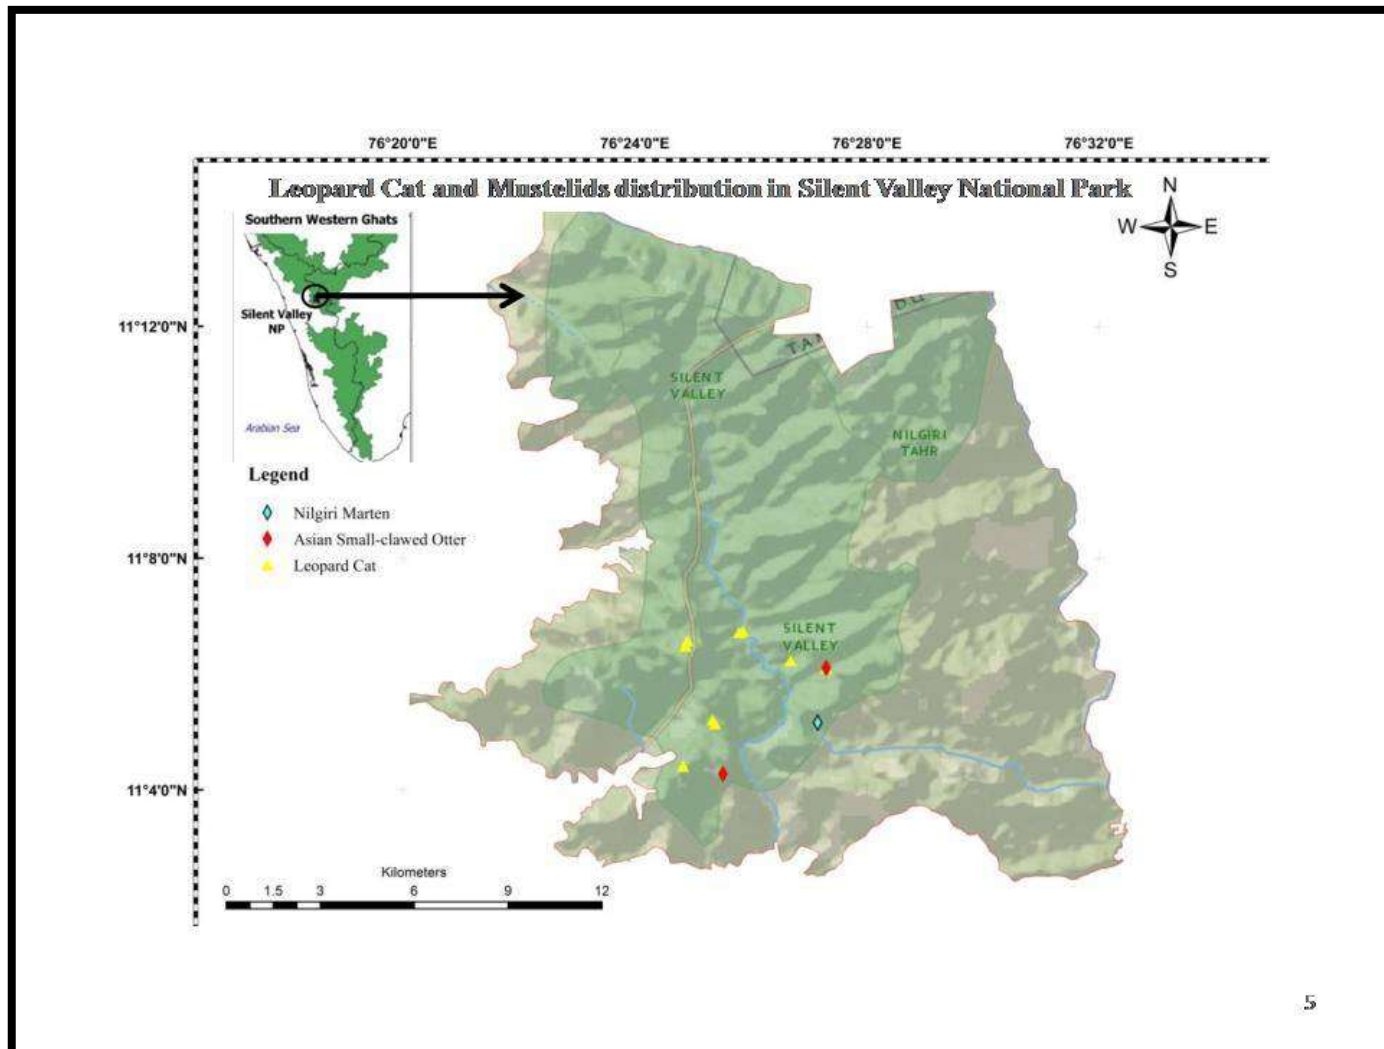 76°20'0"E 76°24'0"E 76°28'0"E 76°32'0"E
Leopard Cat and Mustelids distribution in Silent Valley National Park
N
W E
S
Southern Western Ghats
Silent Valley
NP
Arabian Sea
11°12'0"N
11°8'0"N
11°4'0"N
SILENT
VALLEY
NILGIRI
TAHR
SILENT
VALLEY
Legend
Nilgiri Marten
Asian Small-clawed Otter
Leopard Cat
Kilometers
0 1.5 3 6 9 12
5